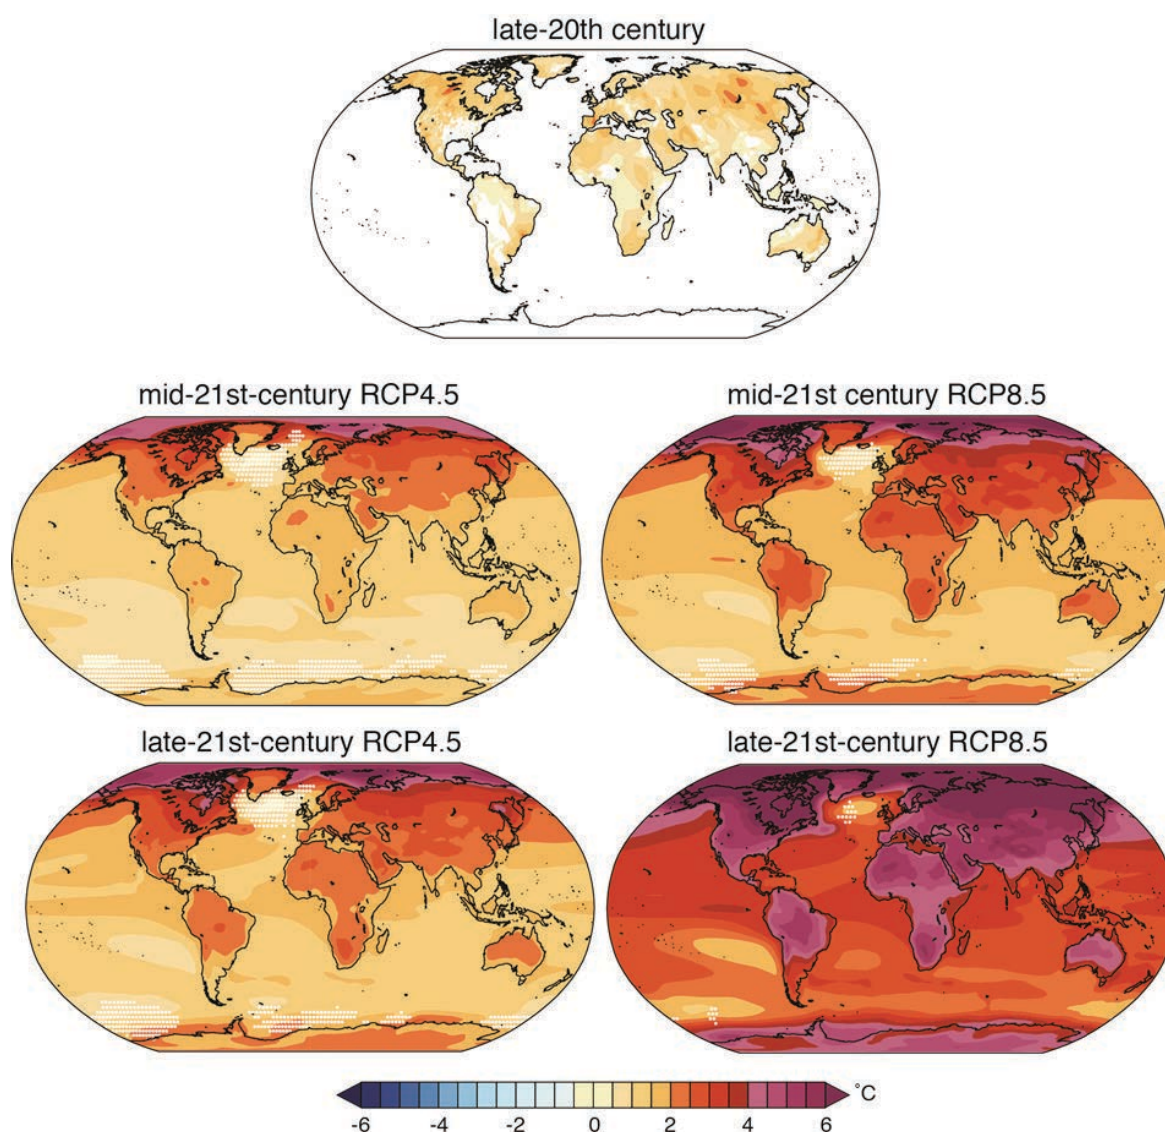 late-20th century
mid-21st-century RCP4.5
mid-21st century RCP8.5
late-21st-century RCP4.5
late-21st-century RCP8.5
°C
-6 -4 -2 0 2 4 6